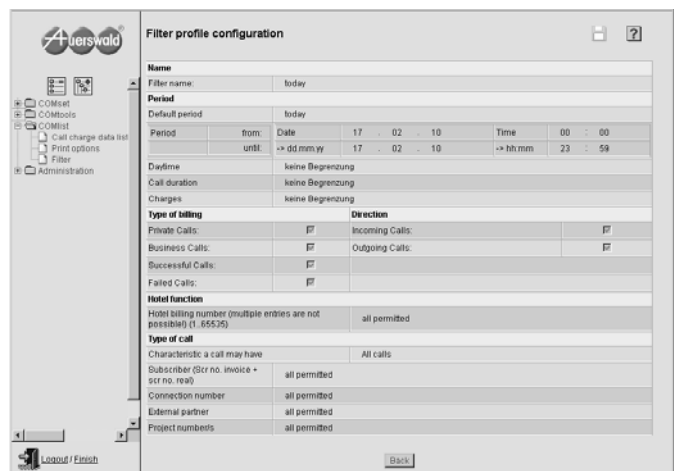 Auerswald
COMset
COMtools
COMlist
Call charge data list
Print options
Filter
Administration
Logout / Finish
Filter profile configuration
?
Name
Filter name: today
Period
Default period today
Period from: Date 17 . 02 . 10 Time 00 : 00
until: -> dd.mm.yy 17 . 02 . 10 -> hh:mm 23 : 59
Daytime keine Begrenzung
Call duration keine Begrenzung
Charges keine Begrenzung
Type of billing Direction
Private Calls: Incoming Calls:
Business Calls: Outgoing Calls:
Successful Calls:
Failed Calls:
Hotel function
Hotel billing number (multiple entries are not
possible!) (1..65535) all permitted
Type of call
Characteristic a call may have All calls
Subscriber (Scr no. invoice +
scr no. real) all permitted
Connection number all permitted
External partner all permitted
Project number/s all permitted
Back